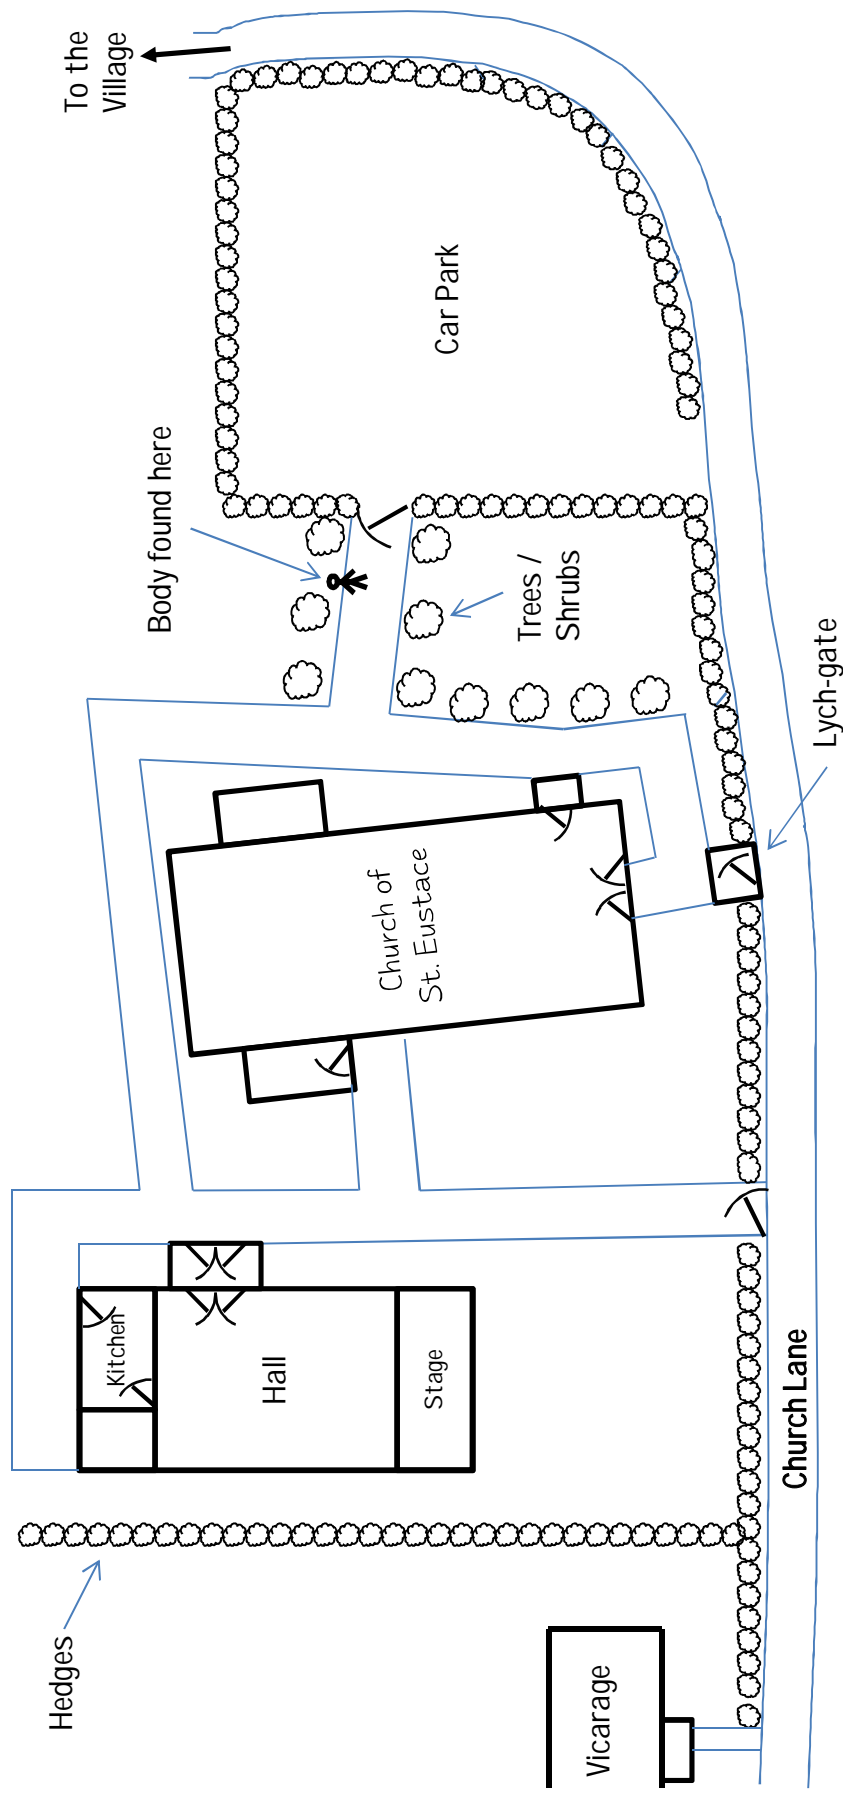 Hedges
Vicarage
Kitchen
Hall
Stage
Church Lane
Church of
St. Eustace
Lych-gate
Body found here
Trees /
Shrubs
Car Park
To the
Village